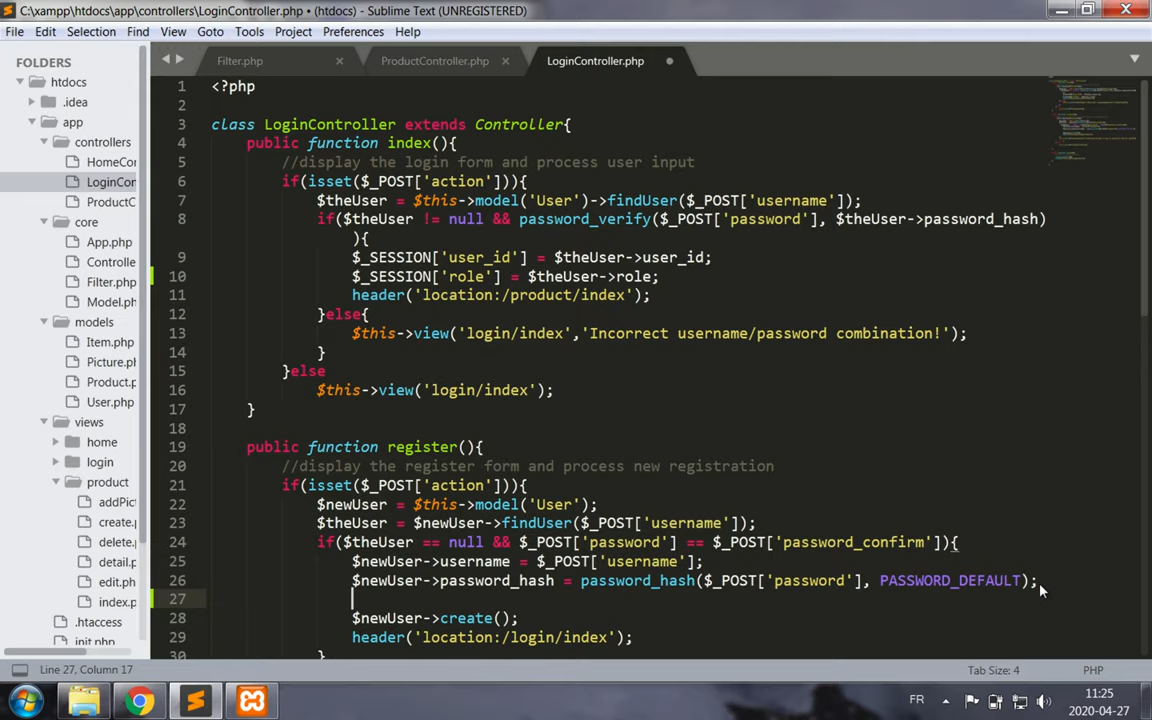 C:\xampp\htdocs\app\controllers\LoginController.php • (htdocs) - Sublime Text (UNREGISTERED)
File Edit Selection Find View Goto Tools Project Preferences Help
FOLDERS
htdocs
.idea
app
controllers
HomeCon
LoginCon
ProductC
core
App.php
Controlle
Filter.php
Model.ph
models
Item.php
Picture.ph
Product.p
User.php
views
home
login
product
addPict
create.p
delete.p
detail.p
edit.ph
index.p
.htaccess
init.php
Filter.php ProductController.php LoginController.php
1 <?php
2
3 class LoginController extends Controller{
4 public function index(){
5 //display the login form and process user input
6 if(isset($_POST['action'])){
7 $theUser = $this->model('User')->findUser($_POST['username']);
8 if($theUser != null && password_verify($_POST['password'], $theUser->password_hash)
){
9 $_SESSION['user_id'] = $theUser->user_id;
10 $_SESSION['role'] = $theUser->role;
11 header('location:/product/index');
12 }else{
13 $this->view('login/index','Incorrect username/password combination!');
14 }
15 }else
16 $this->view('login/index');
17 }
18
19 public function register(){
20 //display the register form and process new registration
21 if(isset($_POST['action'])){
22 $newUser = $this->model('User');
23 $theUser = $newUser->findUser($_POST['username']);
24 if($theUser == null && $_POST['password'] == $_POST['password_confirm']){
25 $newUser->username = $_POST['username'];
26 $newUser->password_hash = password_hash($_POST['password'], PASSWORD_DEFAULT);
27
28 $newUser->create();
29 header('location:/login/index');
30 }
Line 27, Column 17 Tab Size: 4 PHP
FR 11:25
2020-04-27